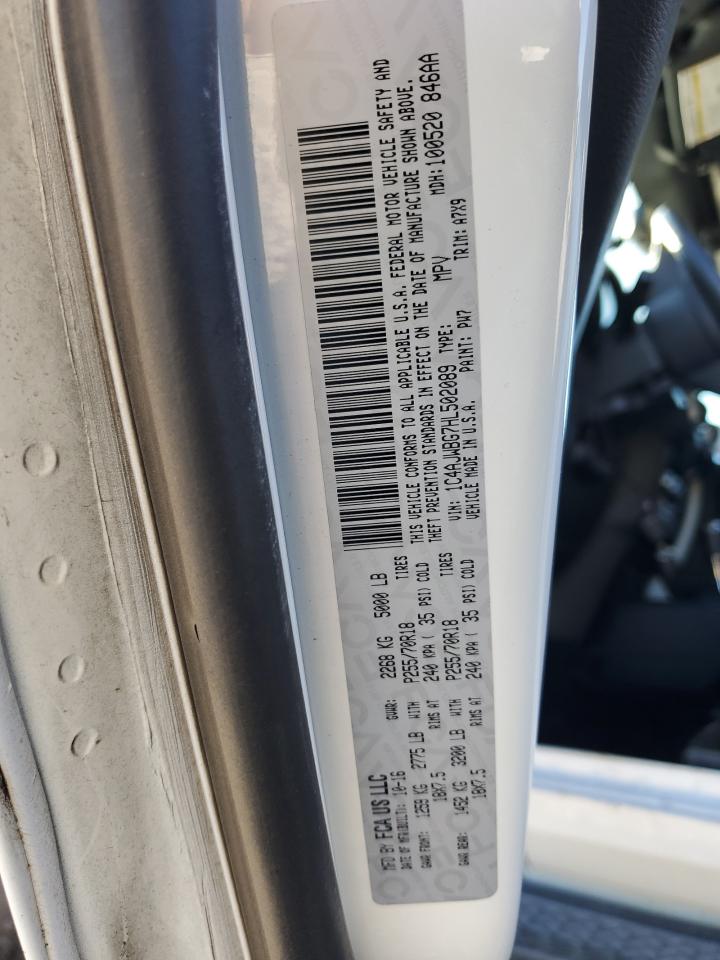 MFD BY FCA US LLC
DATE OF MFR(BUILT): 10-16 GVWR: 2268 KG 5000 LB
GAWR FRONT: 1259 KG 2775 LB WITH P255/70R18 TIRES
18X7.5 RIMS AT 240 KPA ( 35 PSI) COLD
GAWR REAR: 1452 KG 3200 LB WITH P255/70R18 TIRES
18X7.5 RIMS AT 240 KPA ( 35 PSI) COLD
THIS VEHICLE CONFORMS TO ALL APPLICABLE U.S.A. FEDERAL MOTOR VEHICLE SAFETY AND
THEFT PREVENTION STANDARDS IN EFFECT ON THE DATE OF MANUFACTURE SHOWN ABOVE.
VIN: 1C4AJWBG7HL502089 TYPE: MPV MDH: 100520 846AA
VEHICLE MADE IN U.S.A. PAINT: PW7 TRIM: A7X9